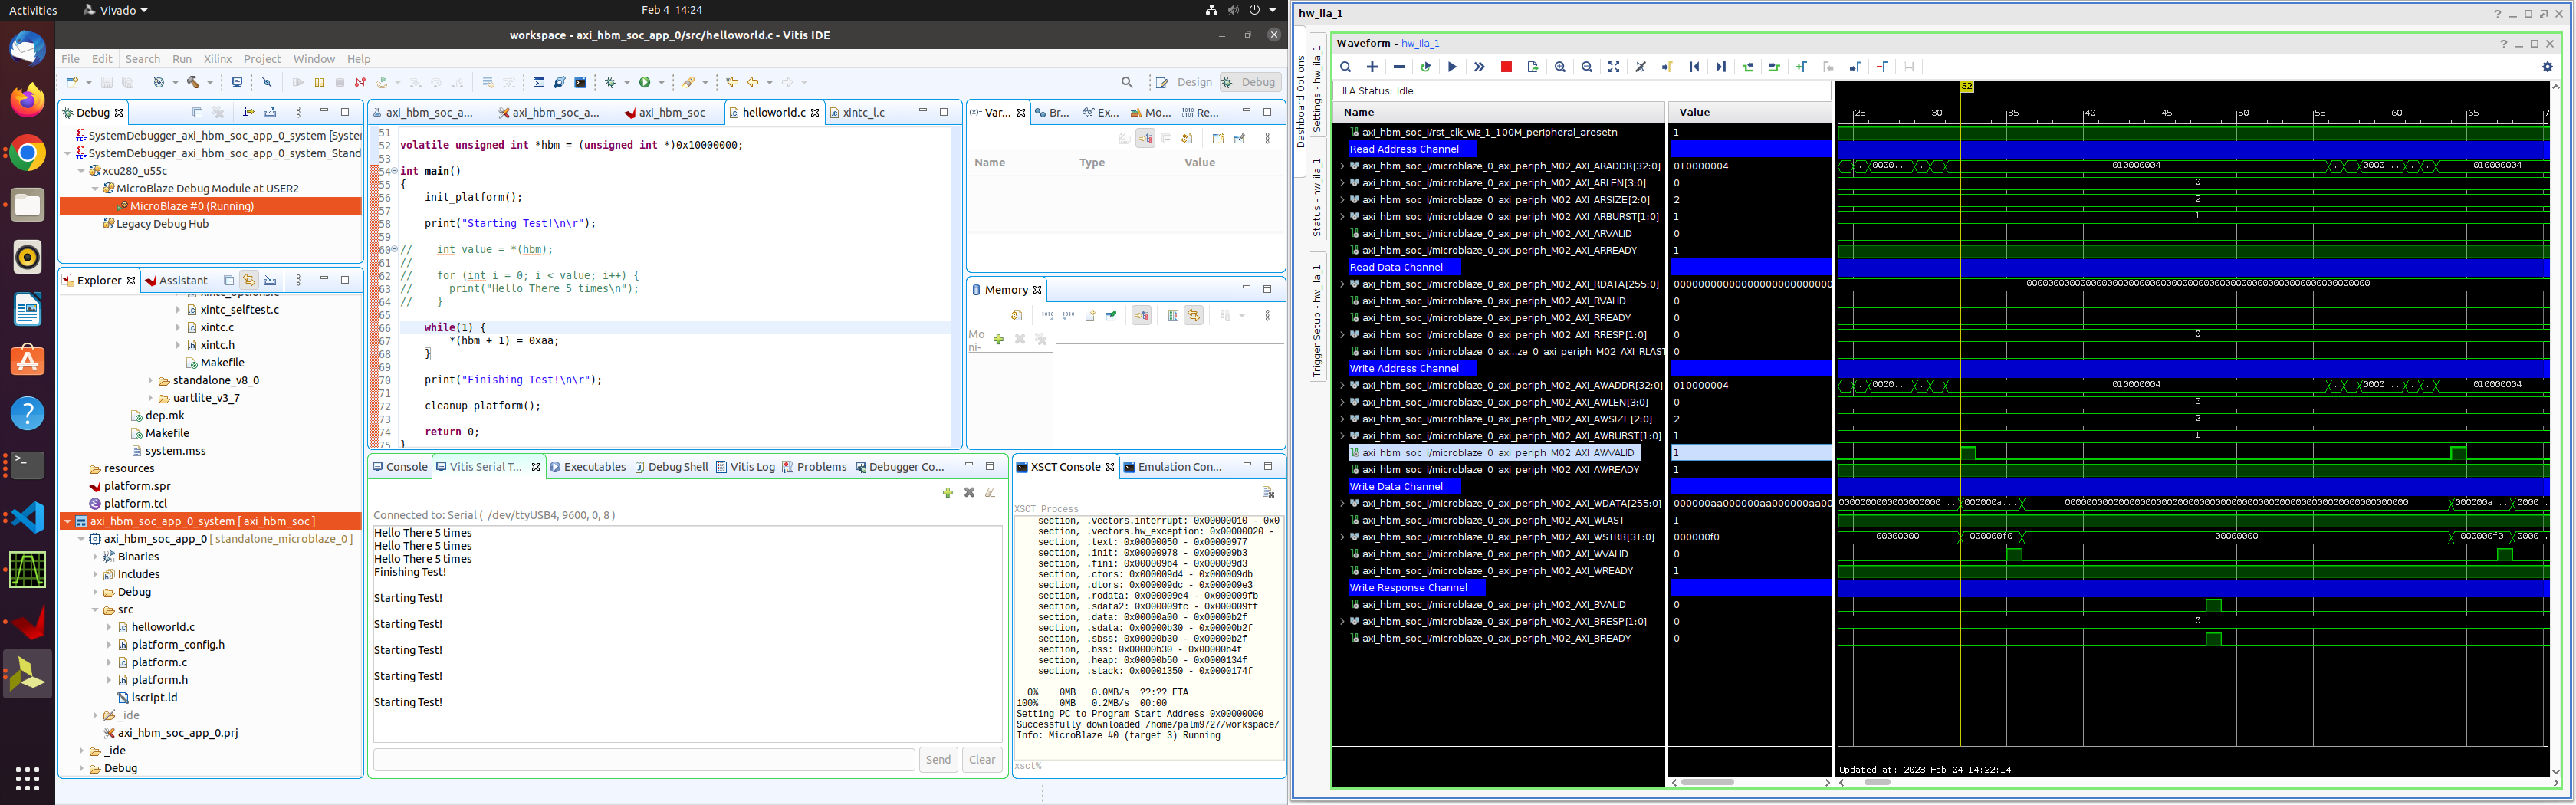 Activities
Vivado
Feb 4 14:24
workspace - axi_hbm_soc_app_0/src/helloworld.c - Vitis IDE
File Edit Search Run Xilinx Project Window Help
Design
Debug
Debug
SystemDebugger_axi_hbm_soc_app_0_system [System
SystemDebugger_axi_hbm_soc_app_0_system_Stand
xcu280_u55c
MicroBlaze Debug Module at USER2
MicroBlaze #0 (Running)
Legacy Debug Hub
Explorer
Assistant
xintc_selftest.c
xintc.c
xintc.h
Makefile
standalone_v8_0
uartlite_v3_7
dep.mk
Makefile
system.mss
resources
platform.spr
platform.tcl
axi_hbm_soc_app_0_system [ axi_hbm_soc ]
axi_hbm_soc_app_0 [ standalone_microblaze_0 ]
Binaries
Includes
Debug
src
helloworld.c
platform_config.h
platform.c
platform.h
lscript.ld
_ide
axi_hbm_soc_app_0.prj
_ide
Debug
axi_hbm_soc_a...
axi_hbm_soc_a...
axi_hbm_soc
helloworld.c
xintc_l.c
51
52 volatile unsigned int *hbm = (unsigned int *)0x10000000;
53
54 int main()
55 {
56 init_platform();
57
58 print("Starting Test!\n\r");
59
60 // int value = *(hbm);
61 //
62 // for (int i = 0; i < value; i++) {
63 // print("Hello There 5 times\n");
64 // }
65
66 while(1) {
67 *(hbm + 1) = 0xaa;
68 }
69
70 print("Finishing Test!\n\r");
71
72 cleanup_platform();
73
74 return 0;
75 }
Var...
Br...
Ex...
Mo...
Re...
Name Type Value
Memory
Mo
ni-
Console
Vitis Serial T...
Executables
Debug Shell
Vitis Log
Problems
Debugger Co...
Connected to: Serial ( /dev/ttyUSB4, 9600, 0, 8 )
Hello There 5 times
Hello There 5 times
Hello There 5 times
Finishing Test!
Starting Test!
Starting Test!
Starting Test!
Starting Test!
Starting Test!
Send
Clear
XSCT Console
Emulation Con...
XSCT Process
section, .vectors.interrupt: 0x00000010 - 0x0
section, .vectors.hw_exception: 0x00000020 -
section, .text: 0x00000050 - 0x00000977
section, .init: 0x00000978 - 0x000009b3
section, .fini: 0x000009b4 - 0x000009d3
section, .ctors: 0x000009d4 - 0x000009db
section, .dtors: 0x000009dc - 0x000009e3
section, .rodata: 0x000009e4 - 0x000009fb
section, .sdata2: 0x000009fc - 0x000009ff
section, .data: 0x00000a00 - 0x00000b2f
section, .sdata: 0x00000b30 - 0x00000b2f
section, .sbss: 0x00000b30 - 0x00000b2f
section, .bss: 0x00000b30 - 0x00000b4f
section, .heap: 0x00000b50 - 0x0000134f
section, .stack: 0x00001350 - 0x0000174f
0% 0MB 0.0MB/s ??:?? ETA
100% 0MB 0.2MB/s 00:00
Setting PC to Program Start Address 0x00000000
Successfully downloaded /home/palm9727/workspace/
Info: MicroBlaze #0 (target 3) Running
xsct%
hw_ila_1
Dashboard Options
Settings - hw_ila_1
Status - hw_ila_1
Trigger Setup - hw_ila_1
Waveform - hw_ila_1
ILA Status: Idle
Name Value
32
25 30 35 40 45 50 55 60 65 70
axi_hbm_soc_i/rst_clk_wiz_1_100M_peripheral_aresetn 1
Read Address Channel
axi_hbm_soc_i/microblaze_0_axi_periph_M02_AXI_ARADDR[32:0] 010000004 0000... 010000004 0000... 010000004
axi_hbm_soc_i/microblaze_0_axi_periph_M02_AXI_ARLEN[3:0] 0 0
axi_hbm_soc_i/microblaze_0_axi_periph_M02_AXI_ARSIZE[2:0] 2 2
axi_hbm_soc_i/microblaze_0_axi_periph_M02_AXI_ARBURST[1:0] 1 1
axi_hbm_soc_i/microblaze_0_axi_periph_M02_AXI_ARVALID 0
axi_hbm_soc_i/microblaze_0_axi_periph_M02_AXI_ARREADY 1
Read Data Channel
axi_hbm_soc_i/microblaze_0_axi_periph_M02_AXI_RDATA[255:0]
axi_hbm_soc_i/microblaze_0_axi_periph_M02_AXI_RVALID 0
axi_hbm_soc_i/microblaze_0_axi_periph_M02_AXI_RREADY 0
axi_hbm_soc_i/microblaze_0_axi_periph_M02_AXI_RRESP[1:0] 0 0
axi_hbm_soc_i/microblaze_0_ax...ze_0_axi_periph_M02_AXI_RLAST 0
Write Address Channel
axi_hbm_soc_i/microblaze_0_axi_periph_M02_AXI_AWADDR[32:0] 010000004 0000... 010000004 0000... 010000004
axi_hbm_soc_i/microblaze_0_axi_periph_M02_AXI_AWLEN[3:0] 0 0
axi_hbm_soc_i/microblaze_0_axi_periph_M02_AXI_AWSIZE[2:0] 2 2
axi_hbm_soc_i/microblaze_0_axi_periph_M02_AXI_AWBURST[1:0] 1 1
axi_hbm_soc_i/microblaze_0_axi_periph_M02_AXI_AWVALID 1
axi_hbm_soc_i/microblaze_0_axi_periph_M02_AXI_AWREADY 1
Write Data Channel
axi_hbm_soc_i/microblaze_0_axi_periph_M02_AXI_WDATA[255:0] 000000aa000000aa000000aa00 000000a... 000000a... 0000...
axi_hbm_soc_i/microblaze_0_axi_periph_M02_AXI_WLAST 1
axi_hbm_soc_i/microblaze_0_axi_periph_M02_AXI_WSTRB[31:0] 000000f0 00000000 000000f0 00000000 000000f0 0000...
axi_hbm_soc_i/microblaze_0_axi_periph_M02_AXI_WVALID 0
axi_hbm_soc_i/microblaze_0_axi_periph_M02_AXI_WREADY 1
Write Response Channel
axi_hbm_soc_i/microblaze_0_axi_periph_M02_AXI_BVALID 0
axi_hbm_soc_i/microblaze_0_axi_periph_M02_AXI_BRESP[1:0] 0 0
axi_hbm_soc_i/microblaze_0_axi_periph_M02_AXI_BREADY 0
Updated at: 2023-Feb-04 14:22:14